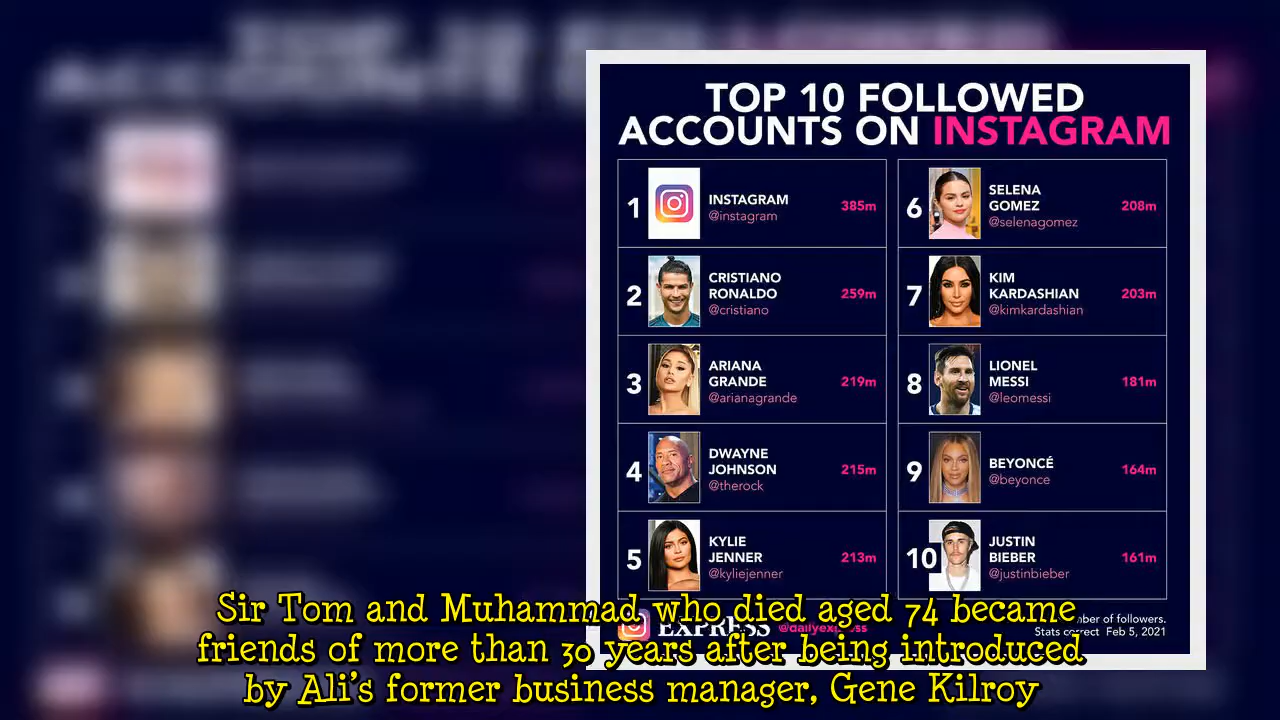 TOP 10 FOLLOWED
ACCOUNTS ON INSTAGRAM
1
INSTAGRAM
@instagram
385m
2
CRISTIANO
RONALDO
@cristiano
259m
3
ARIANA
GRANDE
@arianagrande
219m
4
DWAYNE
JOHNSON
@therock
215m
5
KYLIE
JENNER
@kyliejenner
213m
6
SELENA
GOMEZ
@selenagomez
208m
7
KIM
KARDASHIAN
@kimkardashian
203m
8
LIONEL
MESSI
@leomessi
181m
9
BEYONCÉ
@beyonce
164m
10
JUSTIN
BIEBER
@justinbieber
161m
EXPRESS @dailyexpress
of followers.
Stats correct Feb 5, 2021
Sir Tom and Muhammad, who died aged 74 became
friends of more than 30 years after being introduced
by Ali's former business manager, Gene Kilroy